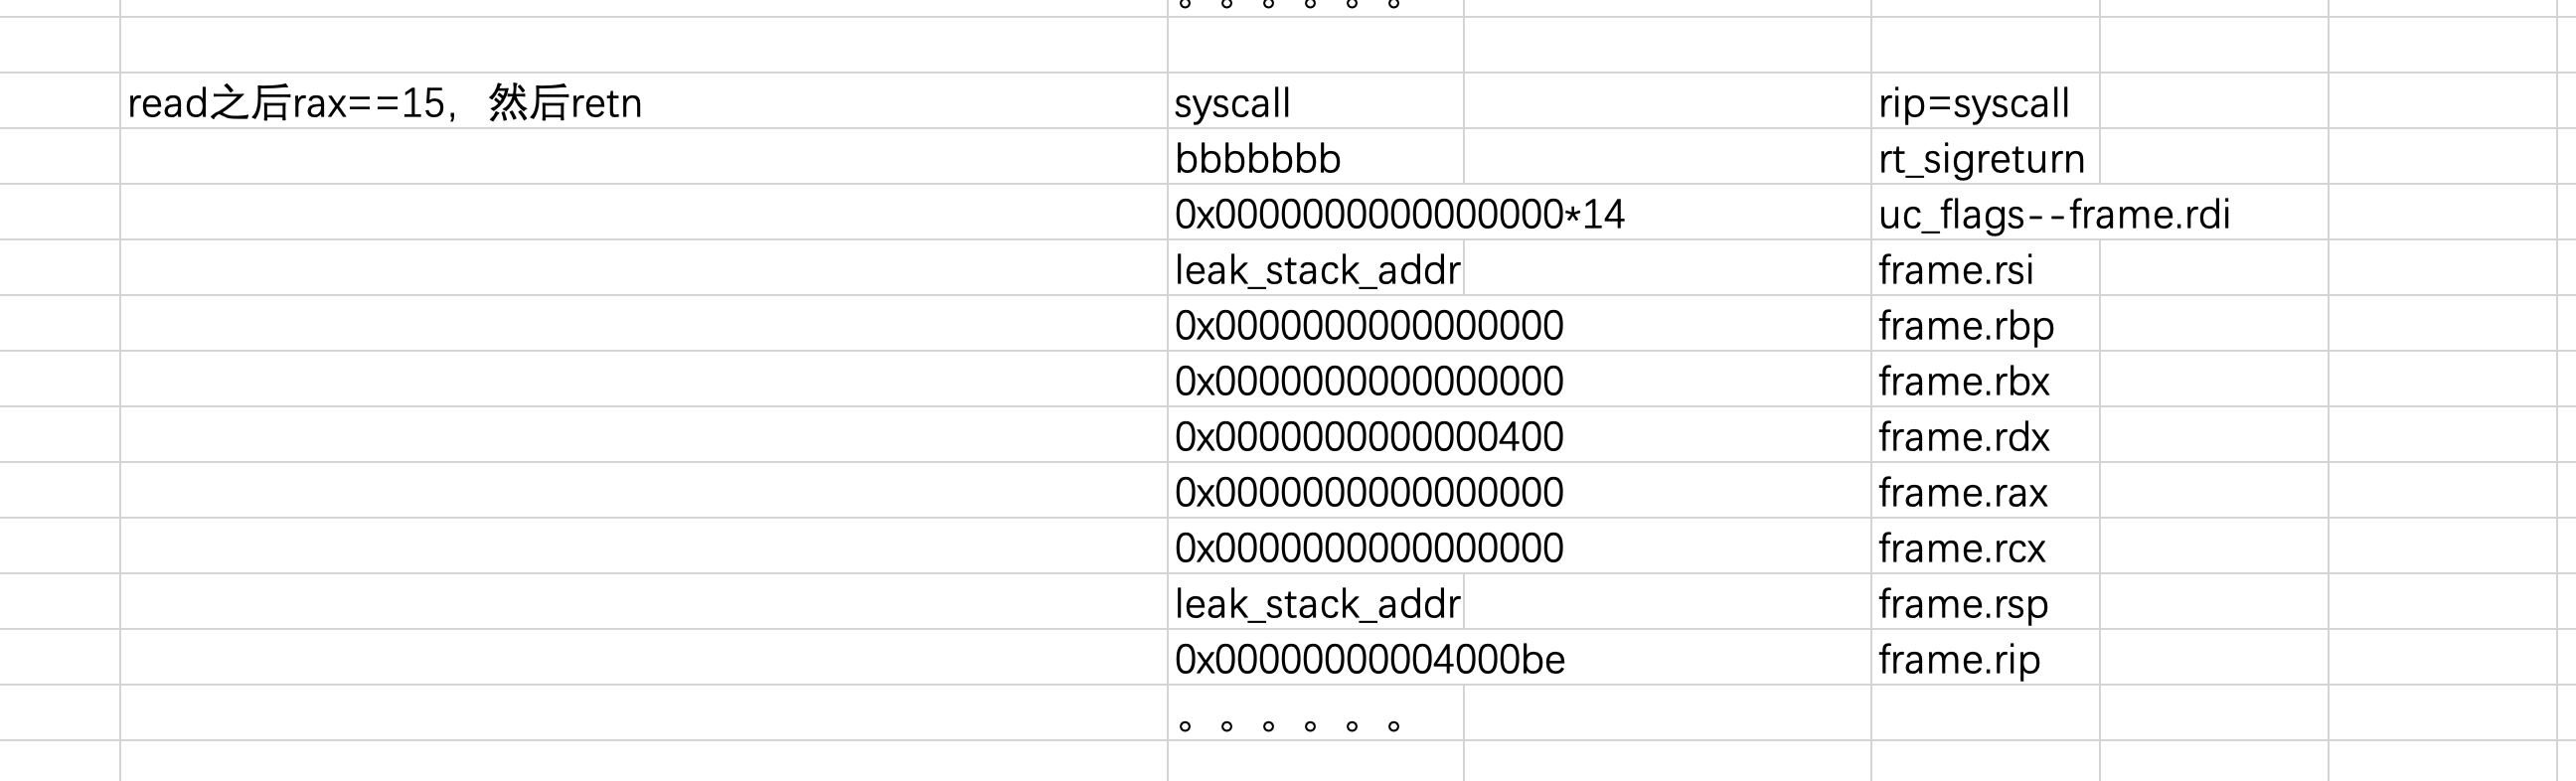 。。。。。。
read之后rax==15，然后retn syscall rip=syscall
bbbbbbb rt_sigreturn
0x0000000000000000*14 uc_flags--frame.rdi
leak_stack_addr frame.rsi
0x0000000000000000 frame.rbp
0x0000000000000000 frame.rbx
0x0000000000000400 frame.rdx
0x0000000000000000 frame.rax
0x0000000000000000 frame.rcx
leak_stack_addr frame.rsp
0x00000000004000be frame.rip
。。。。。。